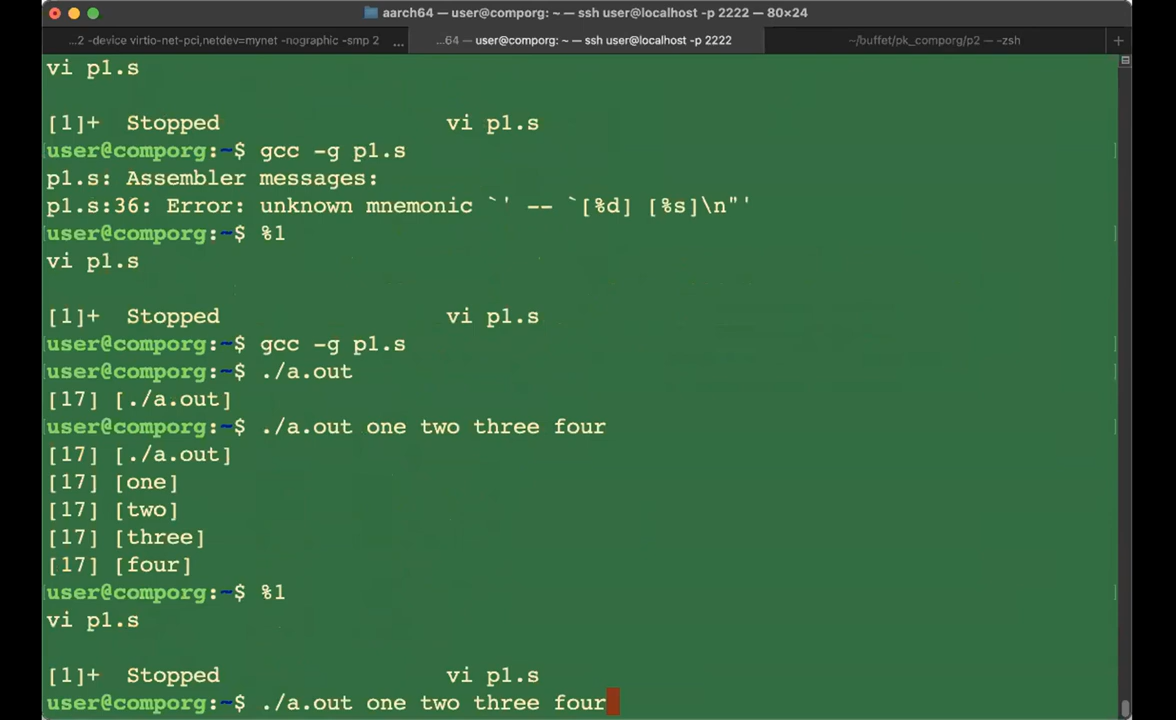 aarch64 — user@comporg: ~ — ssh user@localhost -p 2222 — 80×24
...2 -device virtio-net-pci,netdev=mynet -nographic -smp 2 ... ...64 — user@comporg: ~ — ssh user@localhost -p 2222 ~/buffet/pk_comporg/p2 — -zsh +
vi p1.s
[1]+  Stopped                 vi p1.s
user@comporg:~$ gcc -g p1.s
p1.s: Assembler messages:
p1.s:36: Error: unknown mnemonic `' -- `[%d] [%s]\n"'
user@comporg:~$ %1
vi p1.s
[1]+  Stopped                 vi p1.s
user@comporg:~$ gcc -g p1.s
user@comporg:~$ ./a.out
[17] [./a.out]
user@comporg:~$ ./a.out one two three four
[17] [./a.out]
[17] [one]
[17] [two]
[17] [three]
[17] [four]
user@comporg:~$ %1
vi p1.s
[1]+  Stopped                 vi p1.s
user@comporg:~$ ./a.out one two three four